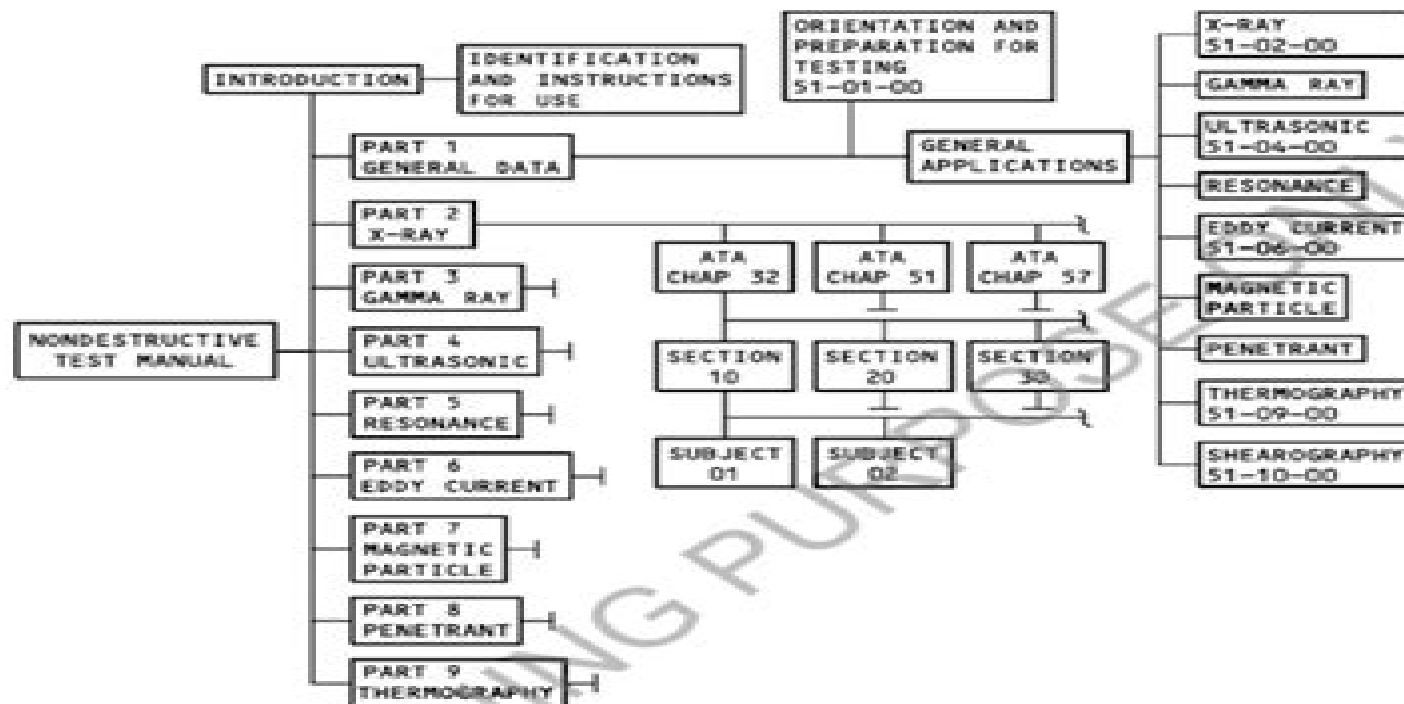 INTRODUCTION
IDENTIFICATION
AND INSTRUCTIONS
FOR USE
ORIENTATION AND
PREPARATION FOR
TESTING
51-01-00
X-RAY
51-02-00
GAMMA RAY
ULTRASONIC
51-04-00
RESONANCE
EDDY CURRENT
51-06-00
MAGNETIC
PARTICLE
PENETRANT
THERMOGRAPHY
51-09-00
SHEAROGRAPHY
51-10-00
GENERAL
APPLICATIONS
PART 1
GENERAL DATA
PART 2
X-RAY
ATA
CHAP 32
ATA
CHAP 51
ATA
CHAP 57
PART 3
GAMMA RAY
NONDESTRUCTIVE
TEST MANUAL
PART 4
ULTRASONIC
SECTION
10
SECTION
20
SECTION
30
PART 5
RESONANCE
SUBJECT
01
SUBJECT
02
PART 6
EDDY CURRENT
PART 7
MAGNETIC
PARTICLE
PART 8
PENETRANT
PART 9
THERMOGRAPHY
PURPOSE